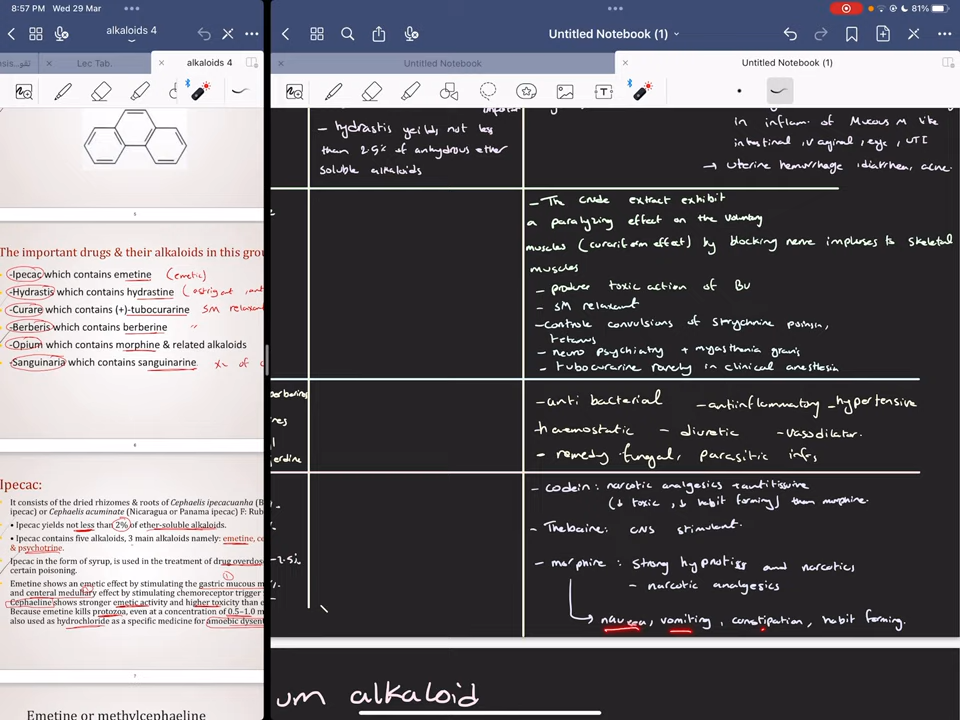 8:57 PM Wed 29 Mar
81%
alkaloids 4
Untitled Notebook (1)
Lec Tab.
alkaloids 4
Untitled Notebook
Untitled Notebook (1)
The important drugs & their alkaloids in this grou
-Ipecac which contains emetine (emetic)
-Hydrastis which contains hydrastine
-Curare which contains (+)-tubocurarine SM relaxa
-Berberis which contains berberine "
-Opium which contains morphine & related alkaloids
-Sanguinaria which contains sanguinarine. of
Ipecac:
It consists of the dried rhizomes & roots of Cephaelis ipecacuanha (B
ipecac) or Cephaelis acuminate (Nicaragua or Panama ipecac) F: Rub
• Ipecac yields not less than 2% of ether-soluble alkaloids.
• Ipecac contains five alkaloids, 3 main alkaloids namely: emetine, ce
& psychotrine.
Ipecac in the form of syrup, is used in the treatment of drug overdose
certain poisoning.
Emetine shows an emetic effect by stimulating the gastric mucous m
and central medullary effect by stimulating chemoreceptor trigger
Cephaeline shows stronger emetic activity and higher toxicity than e
Because emetine kills protozoa, even at a concentration of 0.5–1.0 m
also used as hydrochloride as a specific medicine for amoebic dysent
Emetine or methylcephaeline
- hydrastis yeilds not less
than 2.5% of anhydrous ether
soluble alkaloids
in inflam. of Mucous M like
intestinal, vaginal, eye, UTI
→ Uterine hemorrhage, diarrhea, acne.
- The crude extract exhibit
a paralyzing effect on the voluntary
muscles (curariform effect) by blocking nerve impluses to skeletal
muscles
- produce toxic action of
- SM relaxant
- controle convulsions of strychnine poison,
tetanus
- neuro psychiatry + myasthenia gravis
- tubocurarine rarely in clinical anesthesia
- anti bacterial - antiinflammatory - hypertensive
haemostatic - diuretic - vasodilator.
- remedy fungal, parasitic infs
- codein: narcotic analgesics + antitissive
(↓ toxic, ↓ habit forming) than morphine.
- Thebaine: CNS stimulant.
- morphine: strong hypnotics and narcotics
- narcotic analgesics
→ nausea, vomiting, constipation, habit forming.
um alkaloid